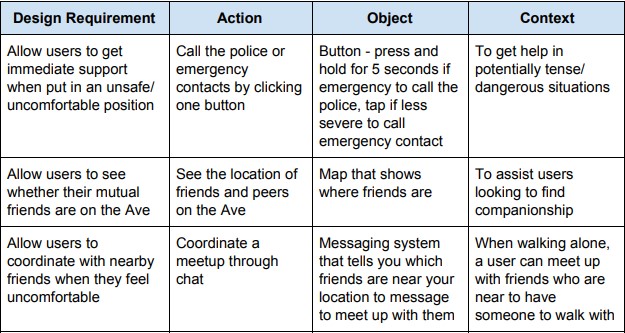 Design Requirement
Action
Object
Context
Allow users to get
immediate support
when put in an unsafe/
uncomfortable position
Call the police or
emergency
contacts by clicking
one button
Button - press and
hold for 5 seconds if
emergency to call the
police, tap if less
severe to call
emergency contact
To get help in
potentially tense/
dangerous situations
Allow users to see
whether their mutual
friends are on the Ave
See the location of
friends and peers
on the Ave
Map that shows
where friends are
To assist users
looking to find
companionship
Allow users to
coordinate with nearby
friends when they feel
uncomfortable
Coordinate a
meetup through
chat
Messaging system
that tells you which
friends are near your
location to message
to meet up with them
When walking alone,
a user can meet up
with friends who are
near to have
someone to walk with